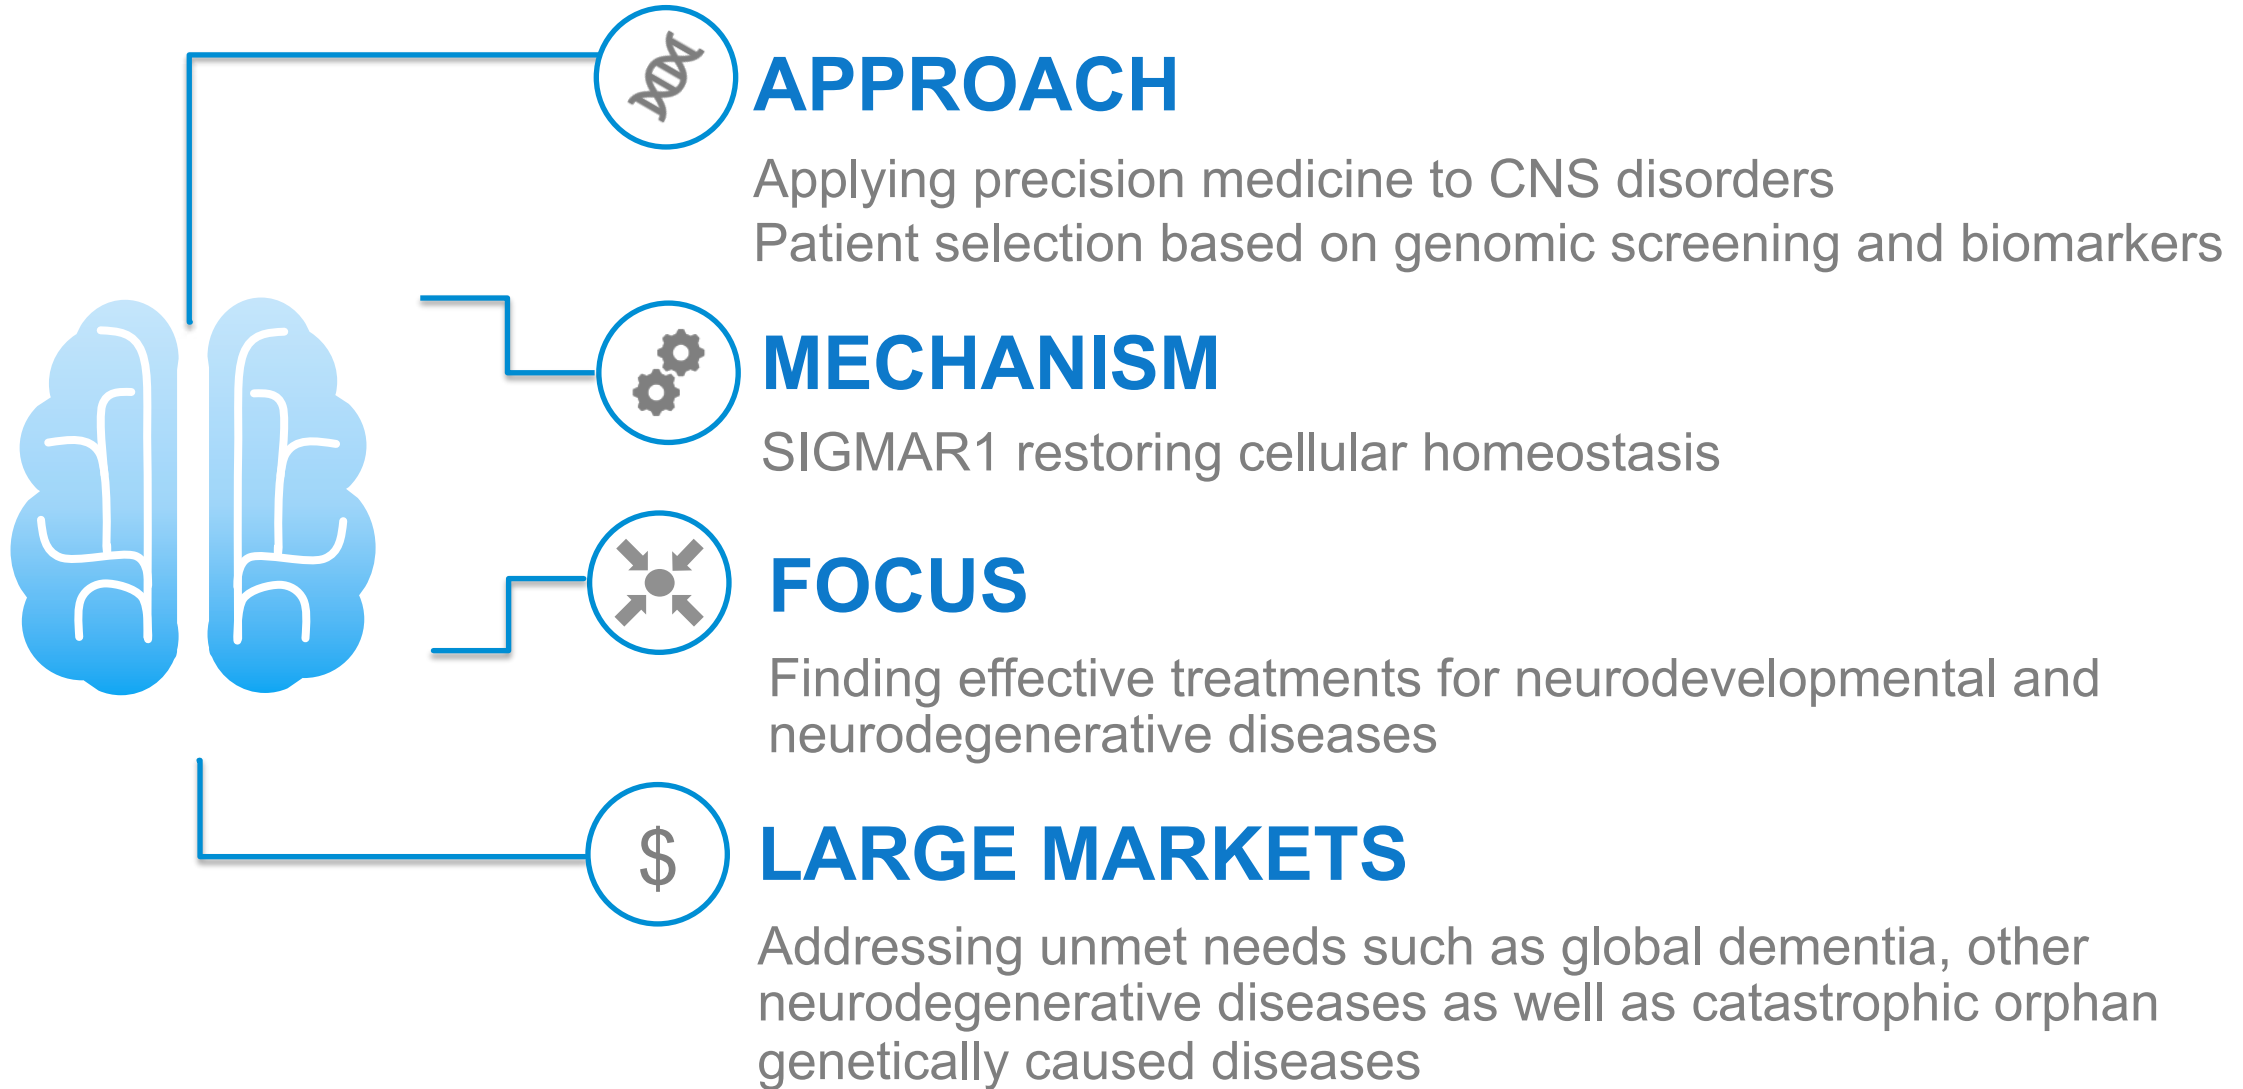 APPROACH
Applying precision medicine to CNS disorders
Patient selection based on genomic screening and biomarkers
MECHANISM
SIGMAR1 restoring cellular homeostasis
FOCUS
Finding effective treatments for neurodevelopmental and
neurodegenerative diseases
$
LARGE MARKETS
Addressing unmet needs such as global dementia, other
neurodegenerative diseases as well as catastrophic orphan
genetically caused diseases